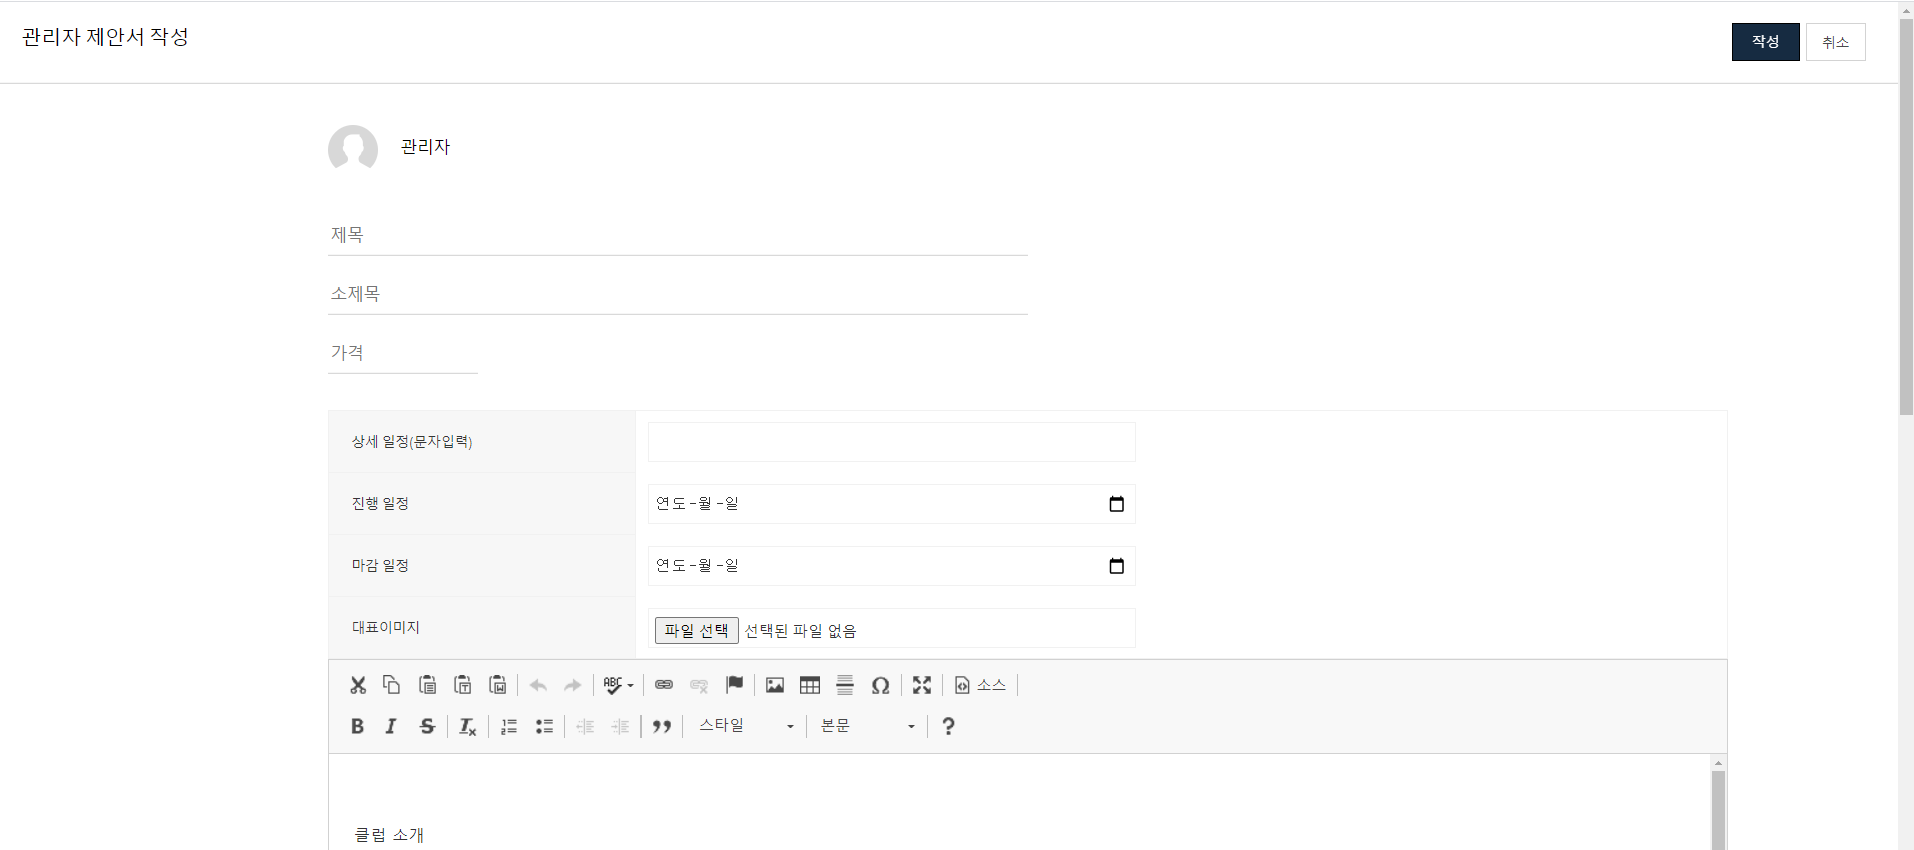 관리자 제안서 작성
작성 취소
관리자
제목
소제목
가격
상세 일정(문자입력)
진행 일정 연도-월-일
마감 일정 연도-월-일
대표이미지 파일 선택 선택된 파일 없음
ABC Ω 소스
B I S Tx 스타일 본문 ?
클럽 소개